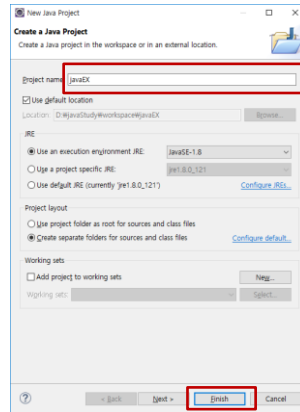 New Java Project
Create a Java Project
Create a Java project in the workspace or in an external location.
Project name: javaEX
Use default location
Location: D:₩javaStudy₩workspace₩javaEX Browse...
JRE
Use an execution environment JRE: JavaSE-1.8
Use a project specific JRE: jre1.8.0_121
Use default JRE (currently 'jre1.8.0_121') Configure JREs...
Project layout
Use project folder as root for sources and class files
Create separate folders for sources and class files Configure default...
Working sets
Add project to working sets New...
Working sets: Select...
? < Back Next > Finish Cancel